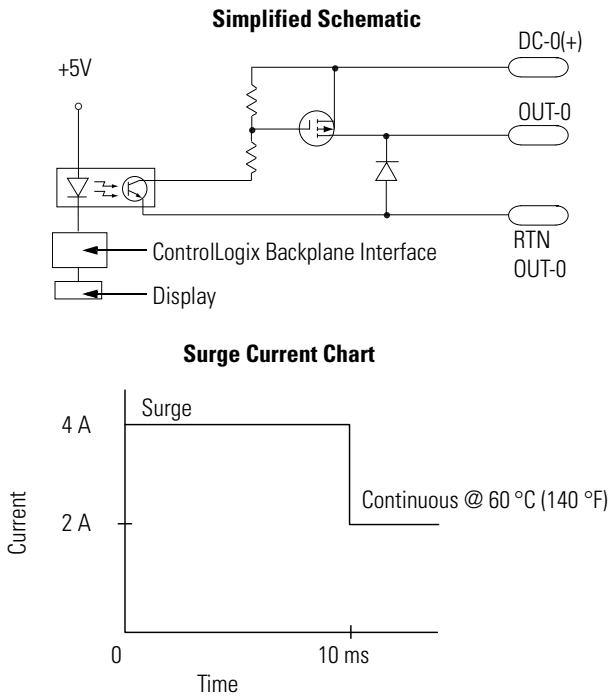 Simplified Schematic
DC-0(+)
+5V
OUT-0
RTN
OUT-0
ControlLogix Backplane Interface
Display
Surge Current Chart
Surge
4 A
Continuous @ 60 °C (140 °F)
2 A
Current
0
10 ms
Time